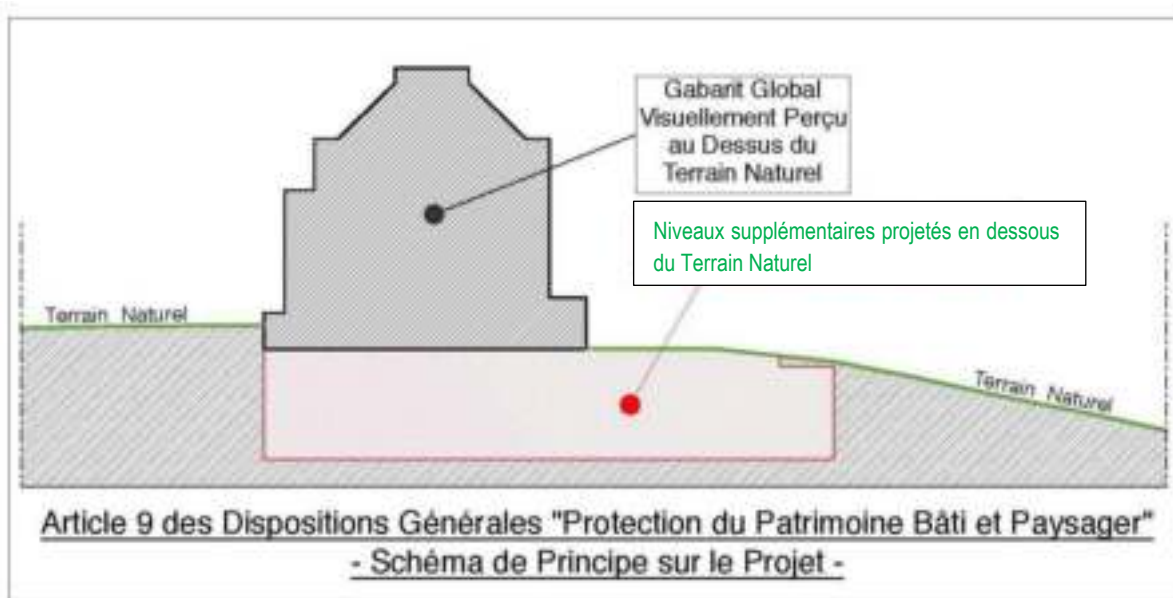 Gabarit Global
Visuellement Perçu
au Dessus du
Terrain Naturel
Niveaux supplémentaires projetés en dessous
du Terrain Naturel
Terrain Naturel
Terrain Naturel
Article 9 des Dispositions Générales "Protection du Patrimoine Bâti et Paysager"
- Schéma de Principe sur le Projet -